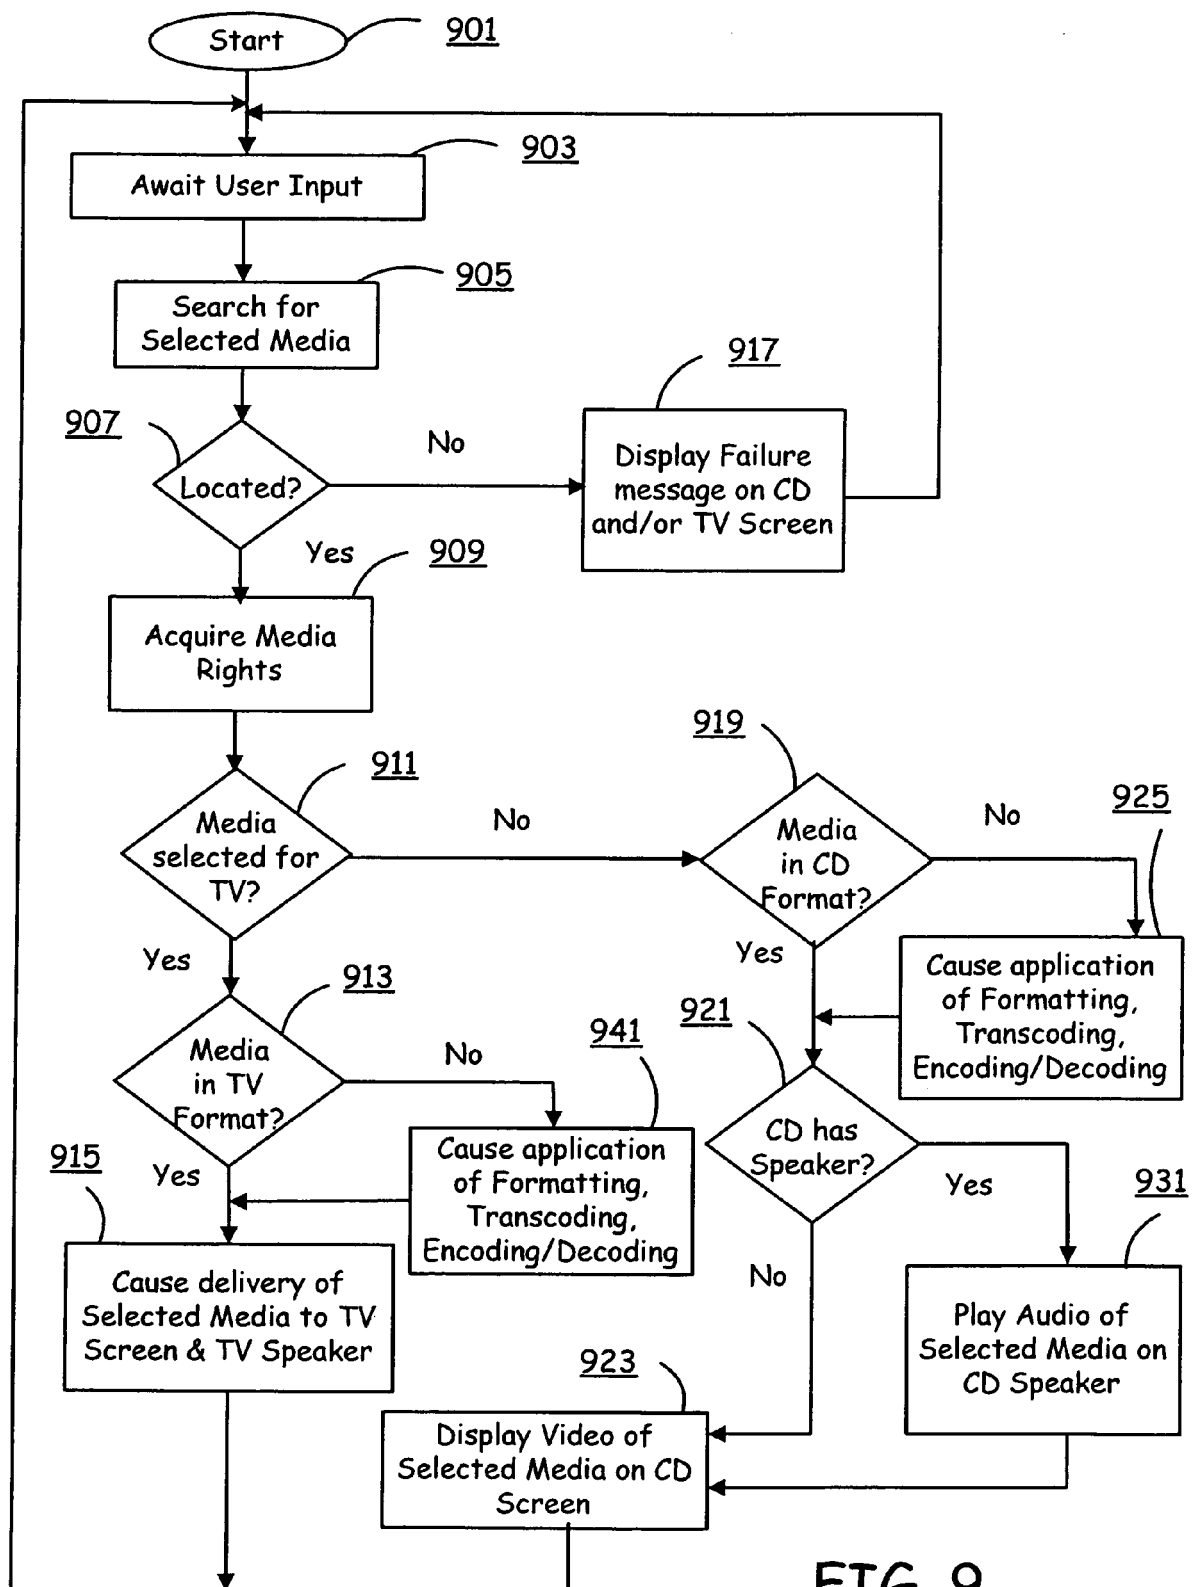 Start
901
903
Await User Input
905
Search for
Selected Media
907
Located?
No
917
Display Failure
message on CD
and/or TV Screen
Yes
909
Acquire Media
Rights
911
Media
selected for
TV?
No
919
Media
in CD
Format?
No
925
Cause application
of Formatting,
Transcoding,
Encoding/Decoding
Yes
913
Media
in TV
Format?
No
941
Cause application
of Formatting,
Transcoding,
Encoding/Decoding
Yes
921
CD has
Speaker?
Yes
931
Play Audio of
Selected Media on
CD Speaker
Yes
915
Cause delivery of
Selected Media to TV
Screen & TV Speaker
No
923
Display Video of
Selected Media on CD
Screen
FIG. 9